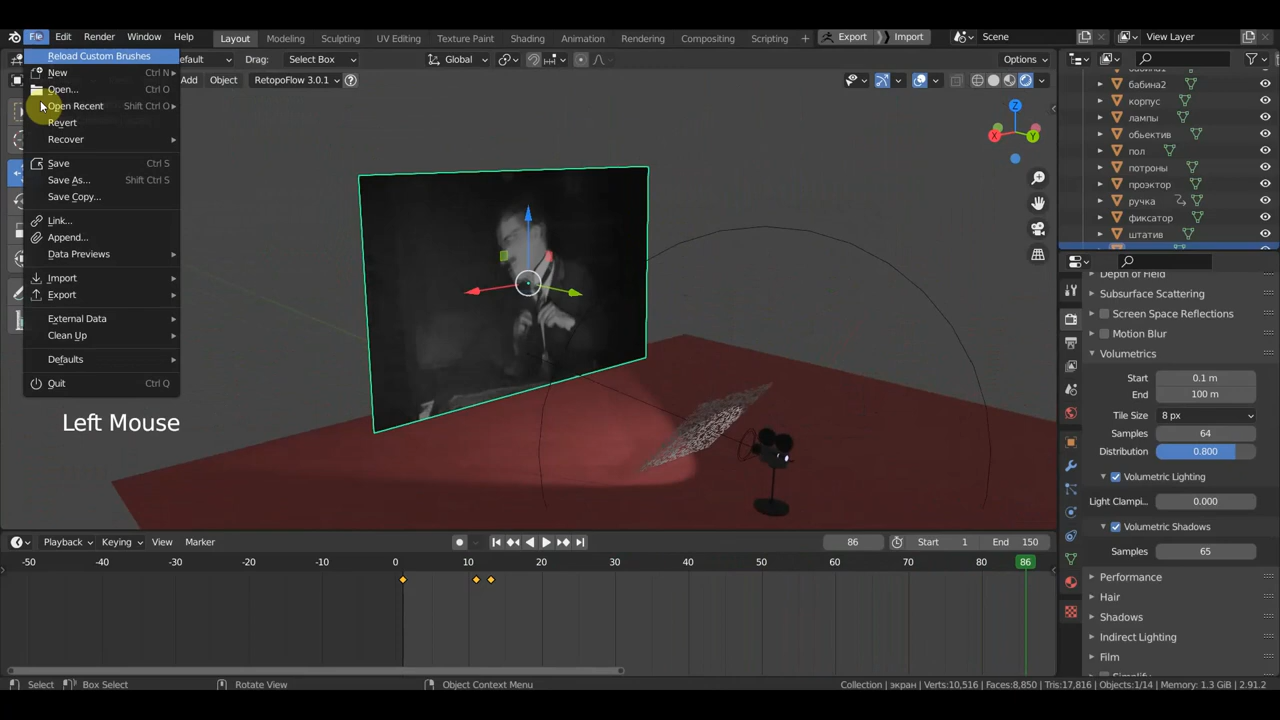 File Edit Render Window Help Layout Modeling Sculpting UV Editing Texture Paint Shading Animation Rendering Compositing Scripting + Export Import Scene View Layer
Reload Custom Brushes
efault Drag: Select Box Global Options
New Ctrl N
Add Object RetopoFlow 3.0.1
Open... Ctrl O
Open Recent Shift Ctrl O
Revert
Recover
Save Ctrl S
Save As... Shift Ctrl S
Save Copy...
Link...
Append...
Data Previews
Import
Export
External Data
Clean Up
Defaults
Quit Ctrl Q
Left Mouse
Z
X
Y
бабина1
бабина2
корпус
лампы
обьектив
пол
потроны
проэктор
ручка
фиксатор
штатив
Depth of Field
Subsurface Scattering
Screen Space Reflections
Motion Blur
Volumetrics
Start 0.1 m
End 100 m
Tile Size 8 px
Samples 64
Distribution 0.800
Volumetric Lighting
Light Clampi... 0.000
Volumetric Shadows
Samples 65
Performance
Hair
Shadows
Indirect Lighting
Film
Simplify
Playback Keying View Marker 86 Start 1 End 150
-50 -40 -30 -20 -10 0 10 20 30 40 50 60 70 80 86
Select Box Select Rotate View Object Context Menu Collection | экран | Verts:10,516 | Faces:8,850 | Tris:17,816 | Objects:1/14 | Memory: 1.3 GiB | 2.91.2